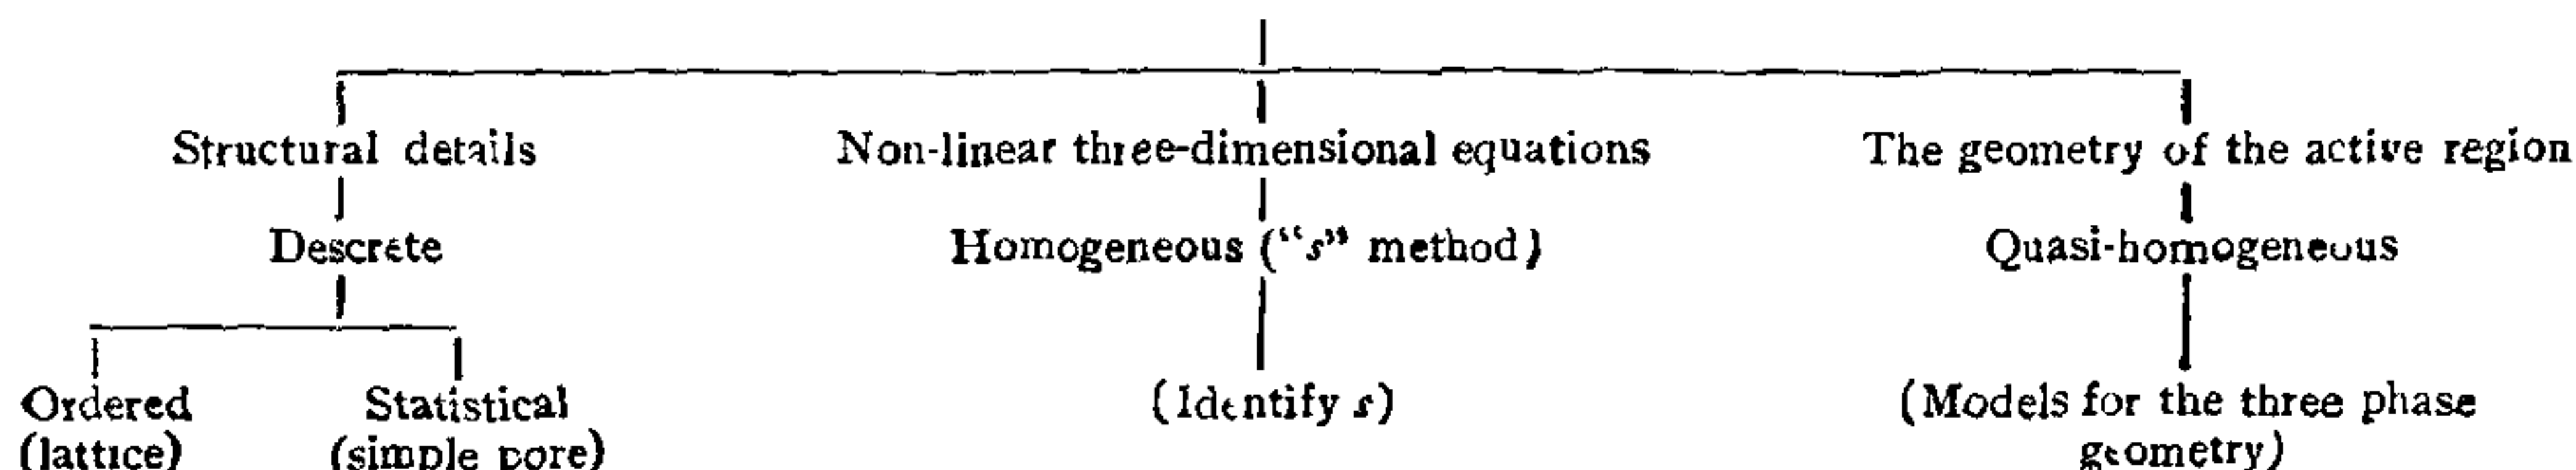 Structural details
Non-linear three-dimensional equations
The geometry of the active region
Descrete
Homogeneous ("s" method)
Quasi-homogeneous
Ordered
(lattice)
Statistical
(simple pore)
(Identify s)
(Models for the three phase
geometry)